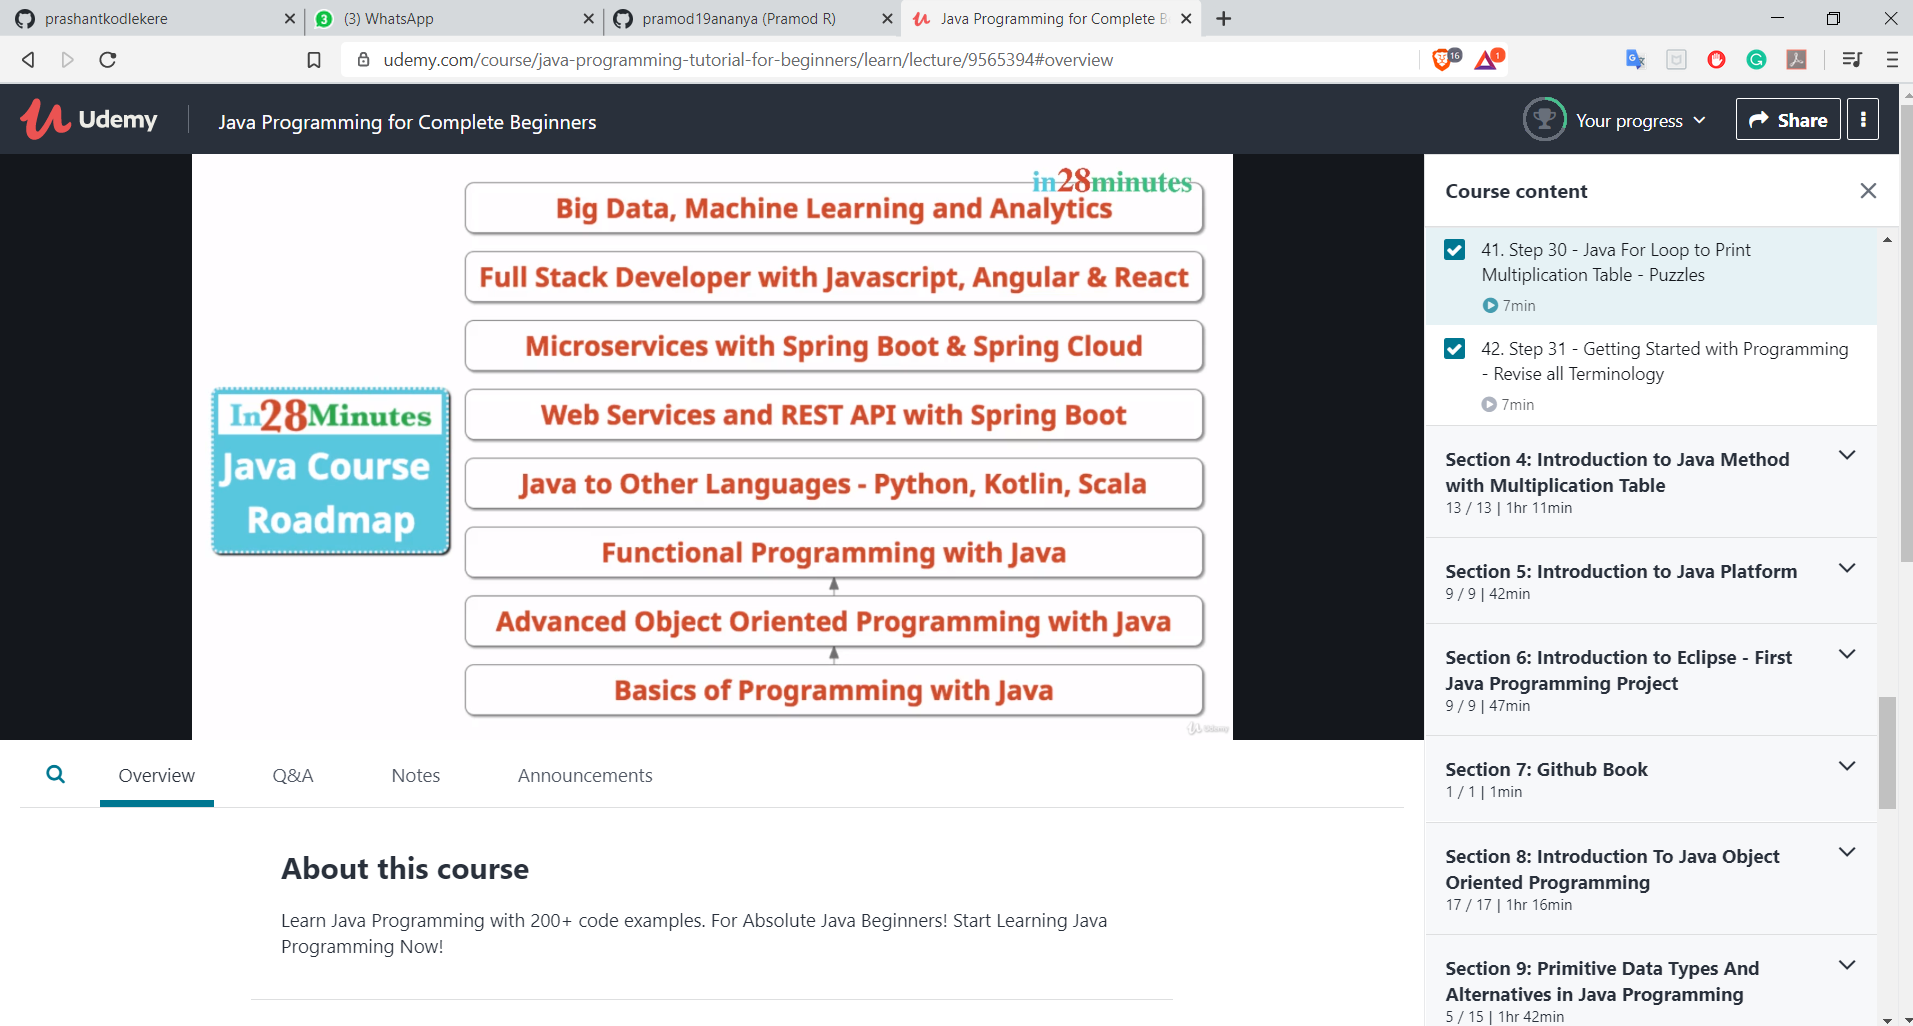 prashantkodlekere
3
(3) WhatsApp
pramod19ananya (Pramod R)
Java Programming for Complete B
udemy.com/course/java-programming-tutorial-for-beginners/learn/lecture/9565394#overview
16
1
Udemy
Java Programming for Complete Beginners
Your progress
Share
in28minutes
Big Data, Machine Learning and Analytics
Full Stack Developer with Javascript, Angular & React
Microservices with Spring Boot & Spring Cloud
Web Services and REST API with Spring Boot
Java to Other Languages - Python, Kotlin, Scala
Functional Programming with Java
Advanced Object Oriented Programming with Java
Basics of Programming with Java
In28Minutes
Java Course
Roadmap
Udemy
Course content
41. Step 30 - Java For Loop to Print
Multiplication Table - Puzzles
7min
42. Step 31 - Getting Started with Programming
- Revise all Terminology
7min
Section 4: Introduction to Java Method
with Multiplication Table
13 / 13 | 1hr 11min
Section 5: Introduction to Java Platform
9 / 9 | 42min
Section 6: Introduction to Eclipse - First
Java Programming Project
9 / 9 | 47min
Section 7: Github Book
1 / 1 | 1min
Section 8: Introduction To Java Object
Oriented Programming
17 / 17 | 1hr 16min
Section 9: Primitive Data Types And
Alternatives in Java Programming
5 / 15 | 1hr 42min
Overview
Q&A
Notes
Announcements
About this course
Learn Java Programming with 200+ code examples. For Absolute Java Beginners! Start Learning Java
Programming Now!